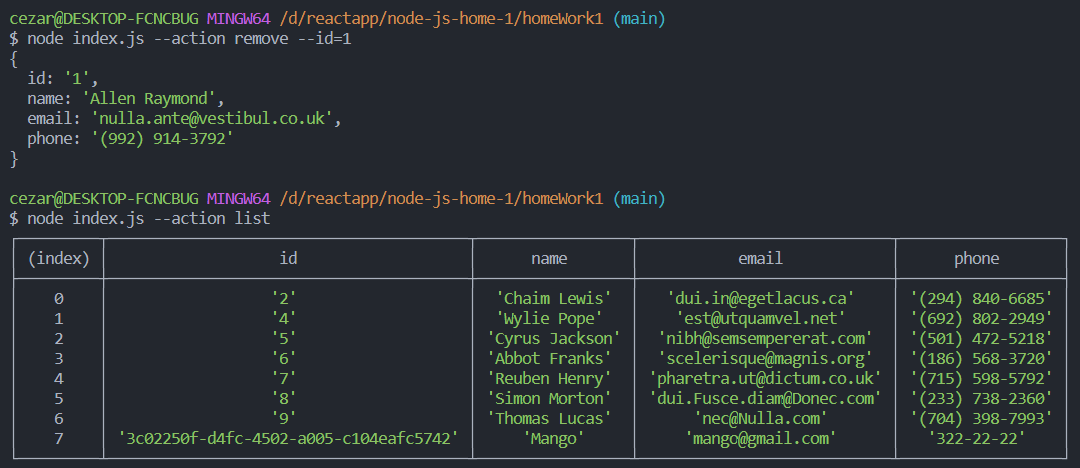 cezar@DESKTOP-FCNCBUG MINGW64 /d/reactapp/node-js-home-1/homeWork1 (main)
$ node index.js --action remove --id=1
{
  id: '1',
  name: 'Allen Raymond',
  email: 'nulla.ante@vestibul.co.uk',
  phone: '(992) 914-3792'
}
cezar@DESKTOP-FCNCBUG MINGW64 /d/reactapp/node-js-home-1/homeWork1 (main)
$ node index.js --action list
(index) id name email phone
0 '2' 'Chaim Lewis' 'dui.in@egetlacus.ca' '(294) 840-6685'
1 '4' 'Wylie Pope' 'est@utquamvel.net' '(692) 802-2949'
2 '5' 'Cyrus Jackson' 'nibh@semsempererat.com' '(501) 472-5218'
3 '6' 'Abbot Franks' 'scelerisque@magnis.org' '(186) 568-3720'
4 '7' 'Reuben Henry' 'pharetra.ut@dictum.co.uk' '(715) 598-5792'
5 '8' 'Simon Morton' 'dui.Fusce.diam@Donec.com' '(233) 738-2360'
6 '9' 'Thomas Lucas' 'nec@Nulla.com' '(704) 398-7993'
7 '3c02250f-d4fc-4502-a005-c104eafc5742' 'Mango' 'mango@gmail.com' '322-22-22'